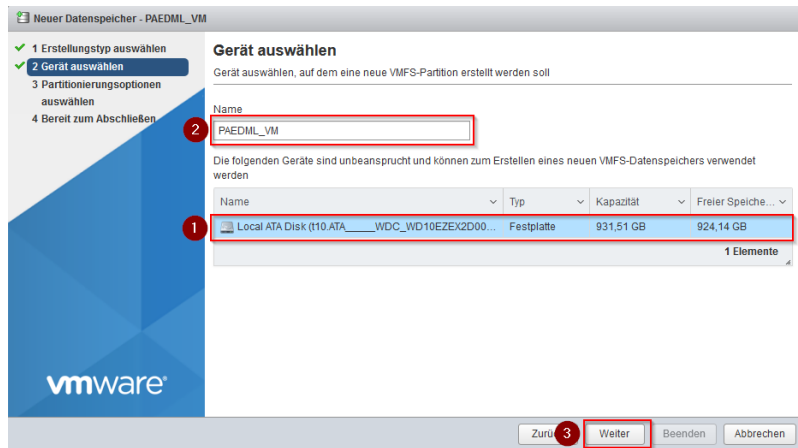 Neuer Datenspeicher - PAEDML_VM
1 Erstellungstyp auswählen
2 Gerät auswählen
3 Partitionierungsoptionen
auswählen
4 Bereit zum Abschließen
Gerät auswählen
Gerät auswählen, auf dem eine neue VMFS-Partition erstellt werden soll
Name
2
PAEDML_VM
Die folgenden Geräte sind unbeansprucht und können zum Erstellen eines neuen VMFS-Datenspeichers verwendet
werden
Name Typ Kapazität Freier Speiche...
1 Local ATA Disk (t10.ATA_____WDC_WD10EZEX2D00... Festplatte 931,51 GB 924,14 GB
1 Elemente
vmware
Zurü 3 Weiter Beenden Abbrechen